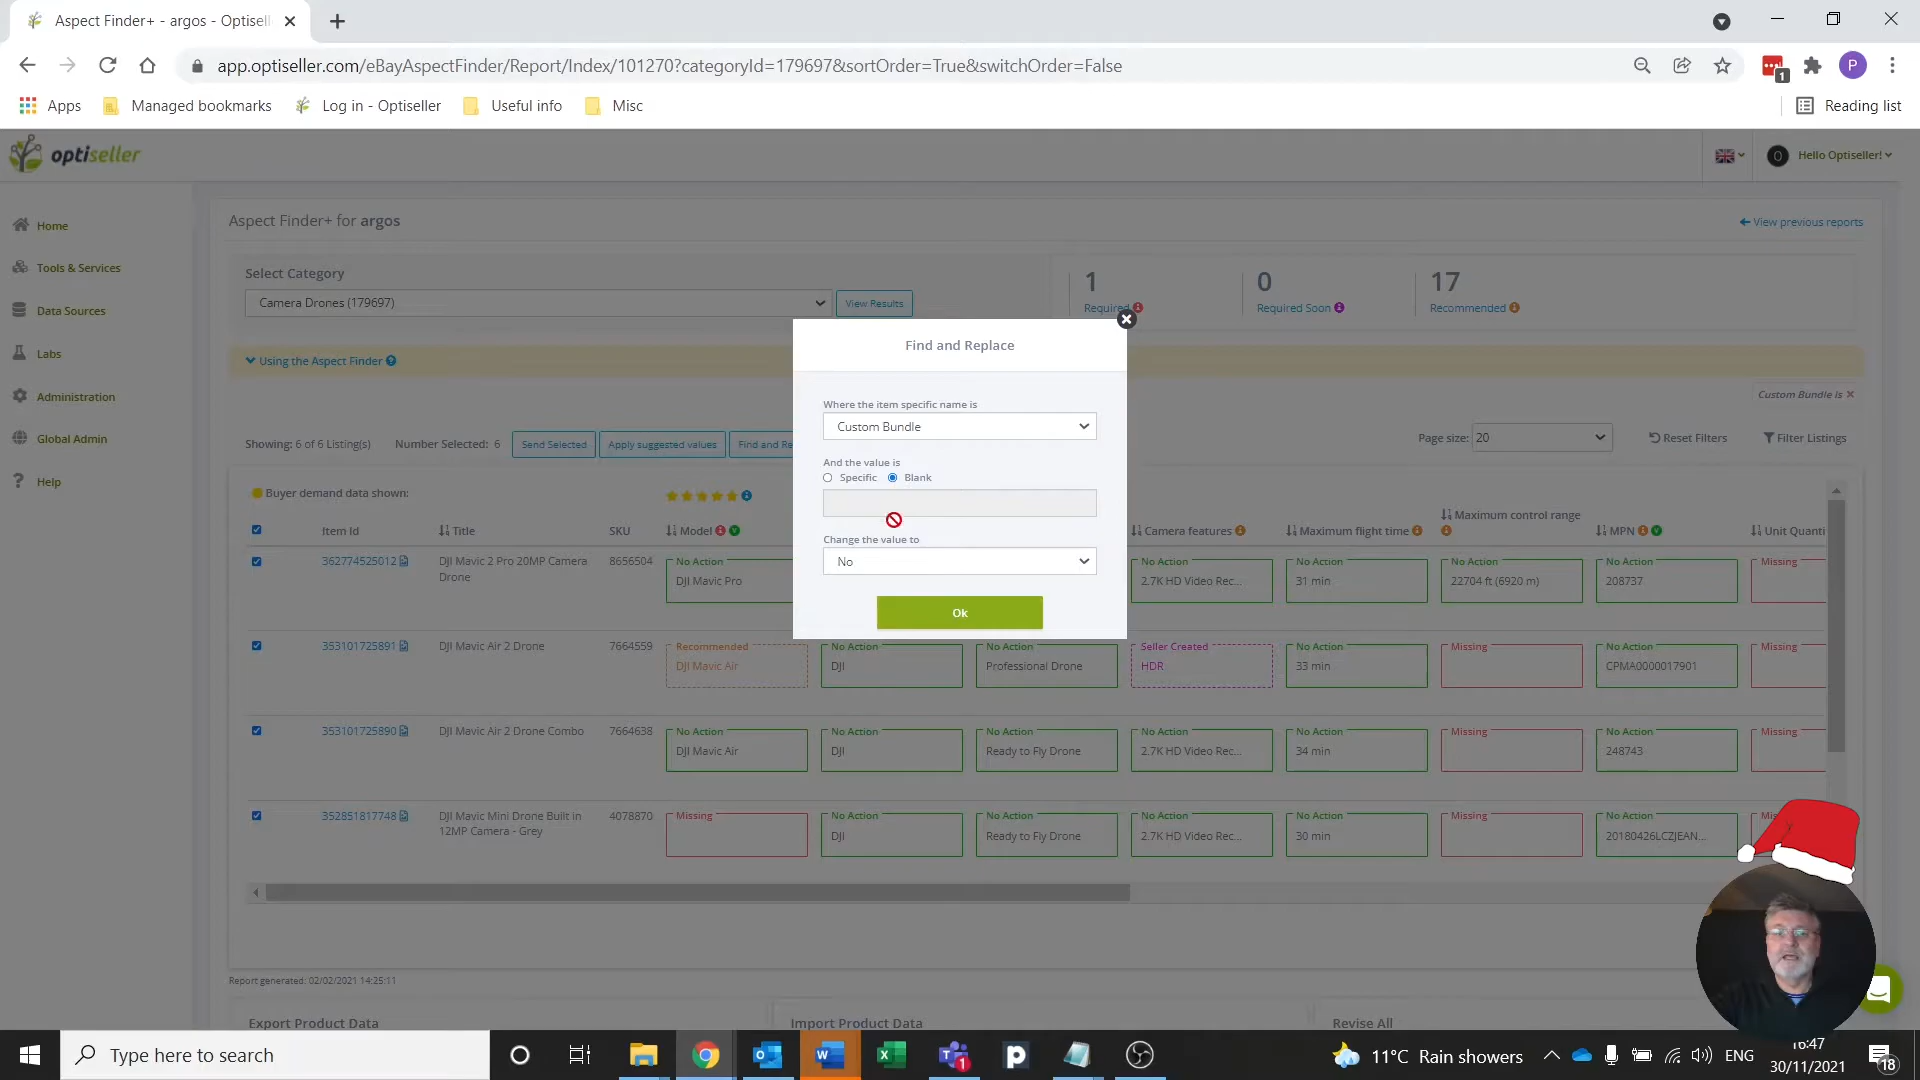 Aspect Finder+ - argos - Optisell
app.optiseller.com/eBayAspectFinder/Report/Index/101270?categoryId=179697&sortOrder=True&switchOrder=False
1
P
Apps
Managed bookmarks
Log in - Optiseller
Useful info
Misc
Reading list
optiseller
O
Hello Optiseller!
Home
Tools & Services
Data Sources
Labs
Administration
Global Admin
Help
Aspect Finder+ for argos
View previous reports
Select Category
Camera Drones (179697)
View Results
1
Required
0
Required Soon
17
Recommended
Using the Aspect Finder
Custom Bundle is
Showing: 6 of 6 Listing(s)
Number Selected: 6
Send Selected
Apply suggested values
Find and Re
Page size: 20
Reset Filters
Filter Listings
Find and Replace
Where the item specific name is
Custom Bundle
And the value is
Specific
Blank
Change the value to
No
Ok
Buyer demand data shown:
Item Id
Title
SKU
Model
Camera features
Maximum flight time
Maximum control range
MPN
Unit Quanti
362774525012
DJI Mavic 2 Pro 20MP Camera
Drone
8656504
No Action
DJI Mavic Pro
No Action
2.7K HD Video Rec...
No Action
31 min
No Action
22704 ft (6920 m)
No Action
208737
Missing
353101725891
DJI Mavic Air 2 Drone
7664559
Recommended
DJI Mavic Air
No Action
DJI
No Action
Professional Drone
Seller Created
HDR
No Action
33 min
Missing
No Action
CPMA0000017901
Missing
353101725890
DJI Mavic Air 2 Drone Combo
7664638
No Action
DJI Mavic Air
No Action
DJI
No Action
Ready to Fly Drone
No Action
2.7K HD Video Rec...
No Action
34 min
Missing
No Action
248743
Missing
352851817748
DJI Mavic Mini Drone Built in
12MP Camera - Grey
4078870
Missing
No Action
DJI
No Action
Ready to Fly Drone
No Action
2.7K HD Video Rec...
No Action
30 min
Missing
No Action
20180426LCZJEAN...
Report generated: 02/02/2021 14:25:11
Export Product Data
Import Product Data
Revise All
Type here to search
1
11°C Rain showers
ENG
16:47
30/11/2021
18